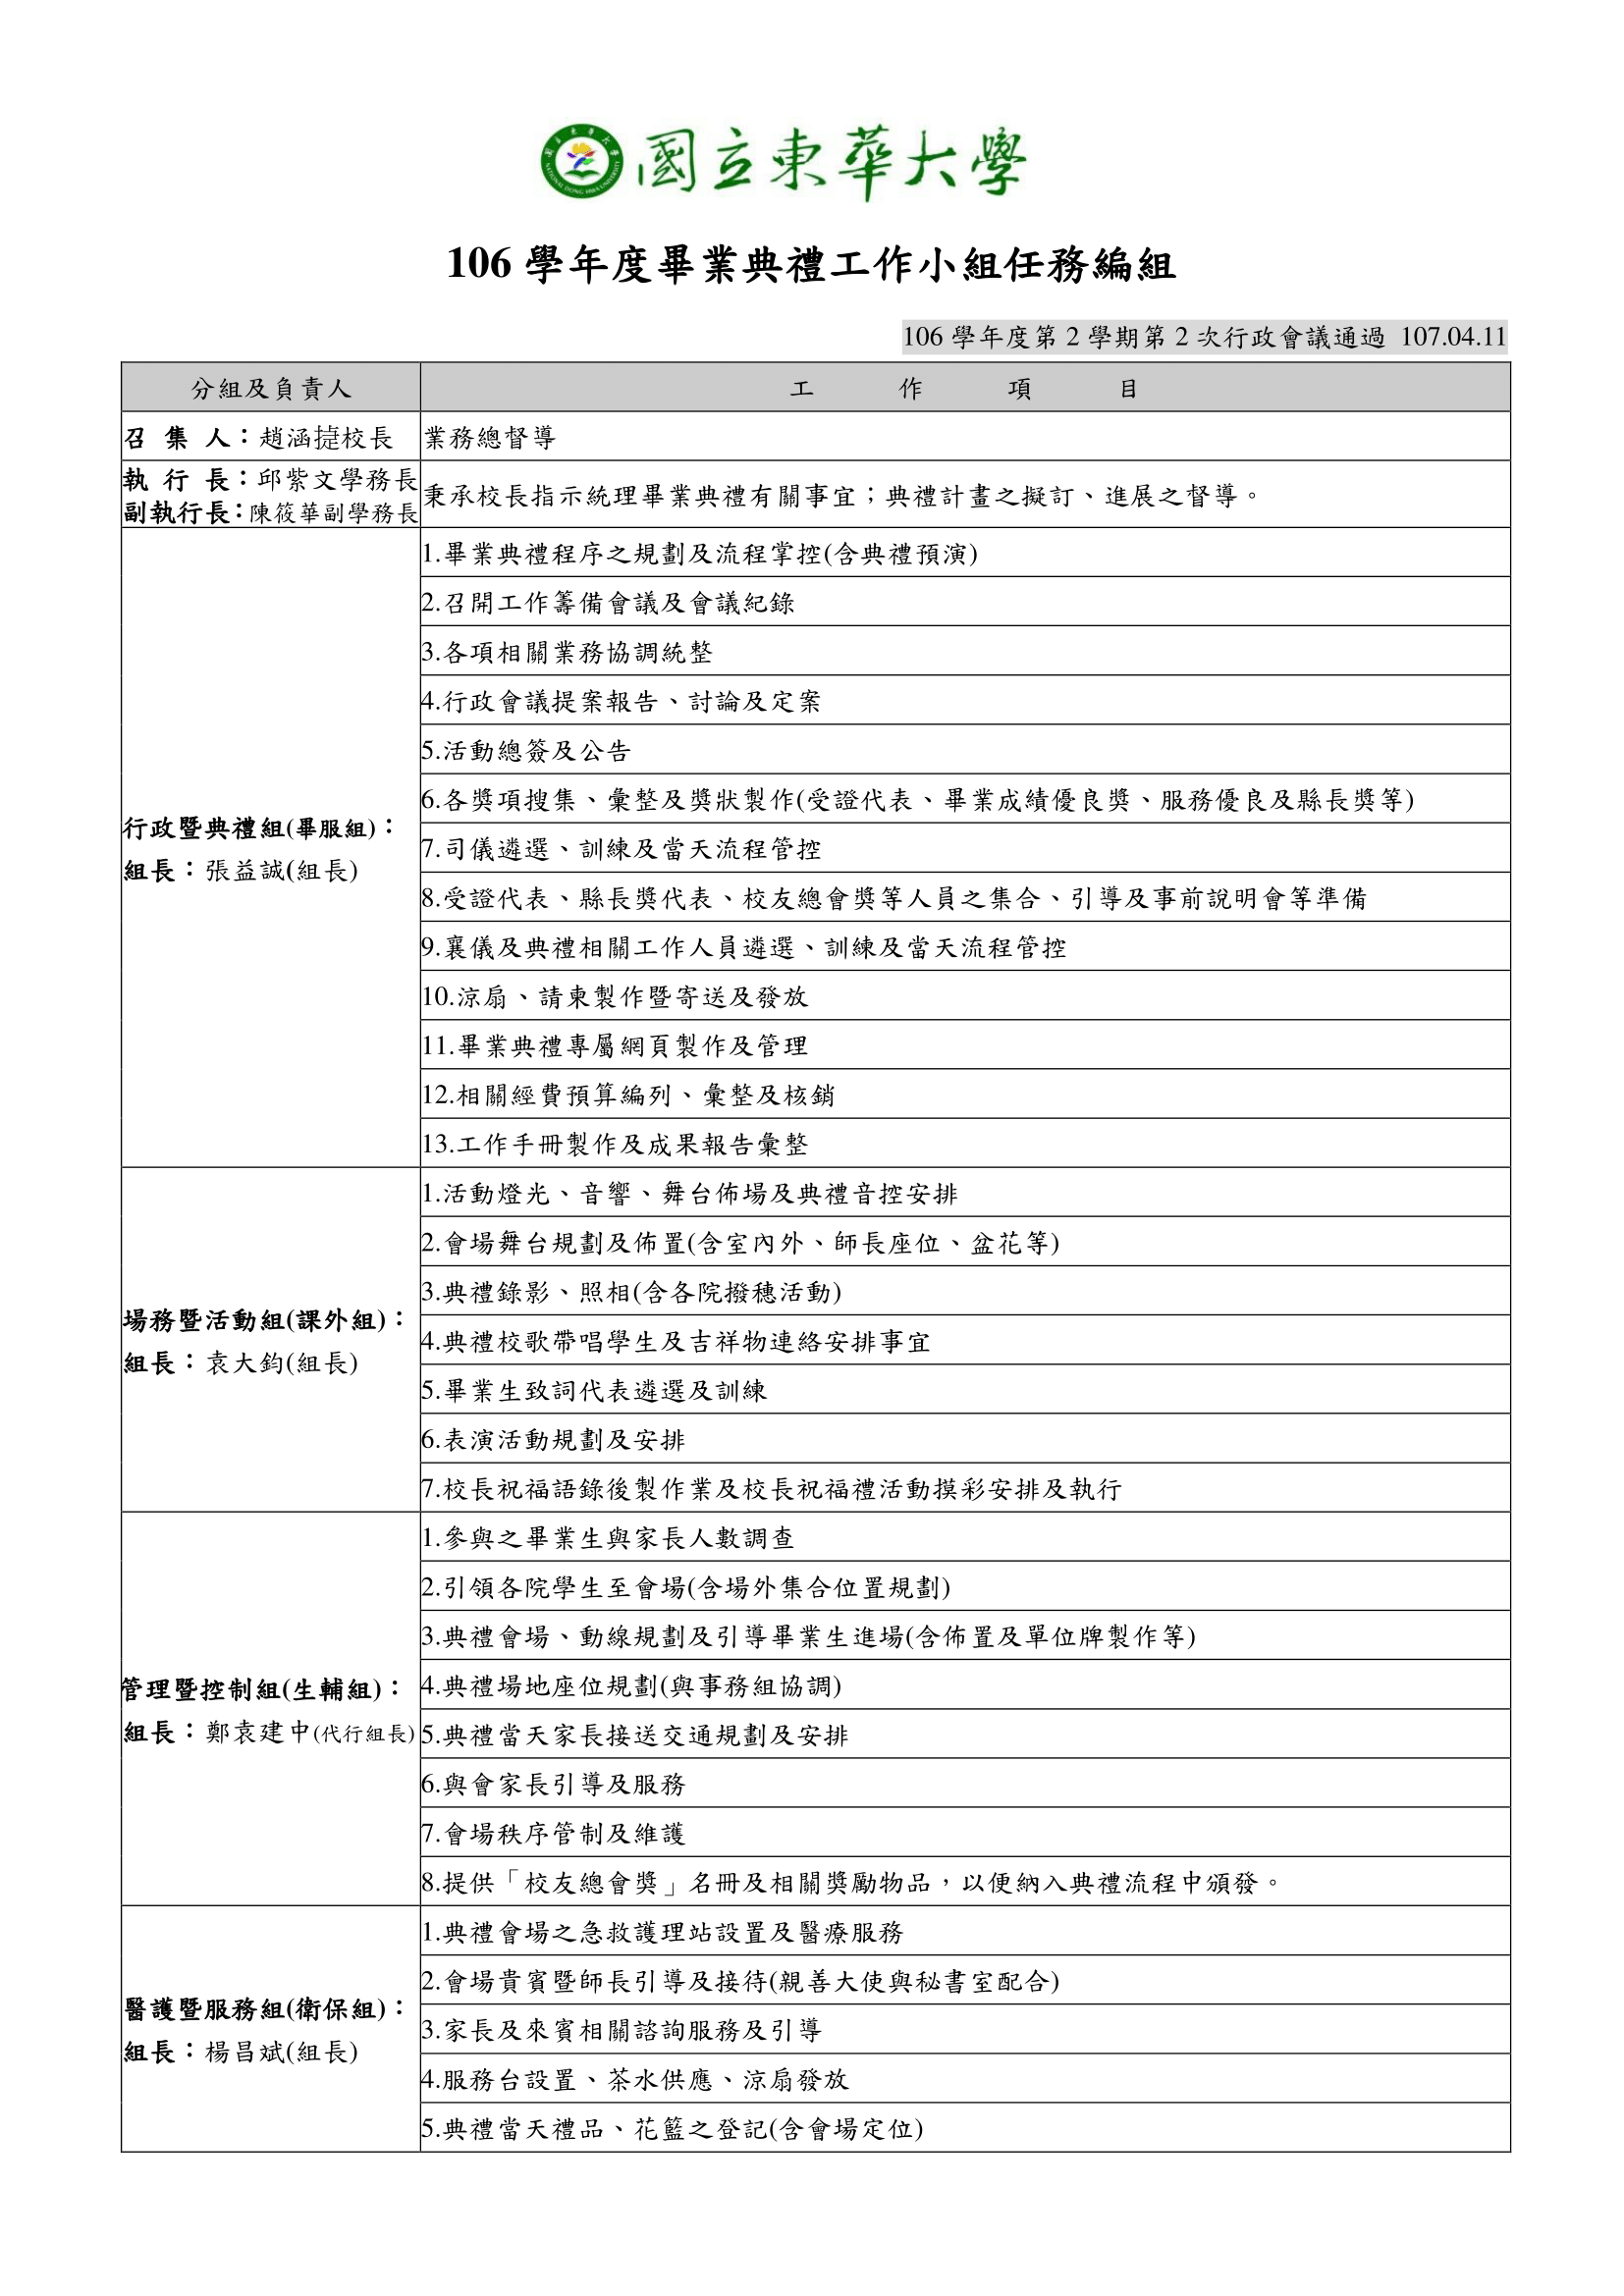 國立東華大學
106 學年度畢業典禮工作小組任務編組
106 學年度第 2 學期第 2 次行政會議通過 107.04.11
分組及負責人
工 作 項 目
召 集 人：趙涵㨗校長
業務總督導
執 行 長：邱紫文學務長
副執行長：陳筱華副學務長
秉承校長指示統理畢業典禮有關事宜；典禮計畫之擬訂、進展之督導。
行政暨典禮組(畢服組)：
組長：張益誠(組長)
1.畢業典禮程序之規劃及流程掌控(含典禮預演)
2.召開工作籌備會議及會議紀錄
3.各項相關業務協調統整
4.行政會議提案報告、討論及定案
5.活動總簽及公告
6.各獎項搜集、彙整及獎狀製作(受證代表、畢業成績優良獎、服務優良及縣長獎等)
7.司儀遴選、訓練及當天流程管控
8.受證代表、縣長獎代表、校友總會獎等人員之集合、引導及事前說明會等準備
9.襄儀及典禮相關工作人員遴選、訓練及當天流程管控
10.涼扇、請柬製作暨寄送及發放
11.畢業典禮專屬網頁製作及管理
12.相關經費預算編列、彙整及核銷
13.工作手冊製作及成果報告彙整
場務暨活動組(課外組)：
組長：袁大鈞(組長)
1.活動燈光、音響、舞台佈場及典禮音控安排
2.會場舞台規劃及佈置(含室內外、師長座位、盆花等)
3.典禮錄影、照相(含各院撥穗活動)
4.典禮校歌帶唱學生及吉祥物連絡安排事宜
5.畢業生致詞代表遴選及訓練
6.表演活動規劃及安排
7.校長祝福語錄後製作業及校長祝福禮活動摸彩安排及執行
管理暨控制組(生輔組)：
組長：鄭袁建中(代行組長)
1.參與之畢業生與家長人數調查
2.引領各院學生至會場(含場外集合位置規劃)
3.典禮會場、動線規劃及引導畢業生進場(含佈置及單位牌製作等)
4.典禮場地座位規劃(與事務組協調)
5.典禮當天家長接送交通規劃及安排
6.與會家長引導及服務
7.會場秩序管制及維護
8.提供「校友總會獎」名冊及相關獎勵物品，以便納入典禮流程中頒發。
醫護暨服務組(衛保組)：
組長：楊昌斌(組長)
1.典禮會場之急救護理站設置及醫療服務
2.會場貴賓暨師長引導及接待(親善大使與秘書室配合)
3.家長及來賓相關諮詢服務及引導
4.服務台設置、茶水供應、涼扇發放
5.典禮當天禮品、花籃之登記(含會場定位)